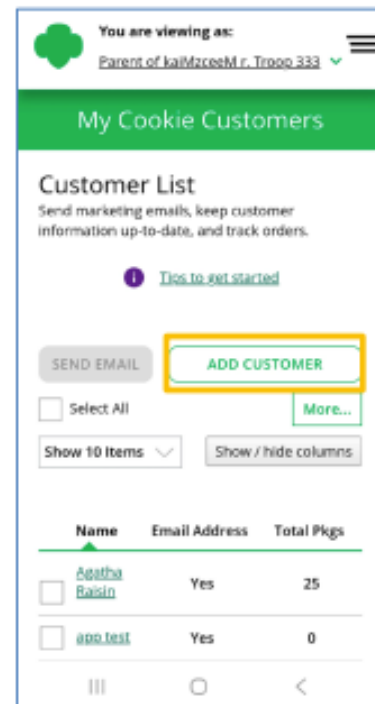 You are viewing as:
Parent of kaiMzceeM r. Troop 333
My Cookie Customers
Customer List
Send marketing emails, keep customer
information up-to-date, and track orders.
Tips to get started
SEND EMAIL ADD CUSTOMER
Select All More...
Show 10 Items Show / hide columns
Name Email Address Total Pkgs
Agatha
Raisin Yes 25
app test Yes 0